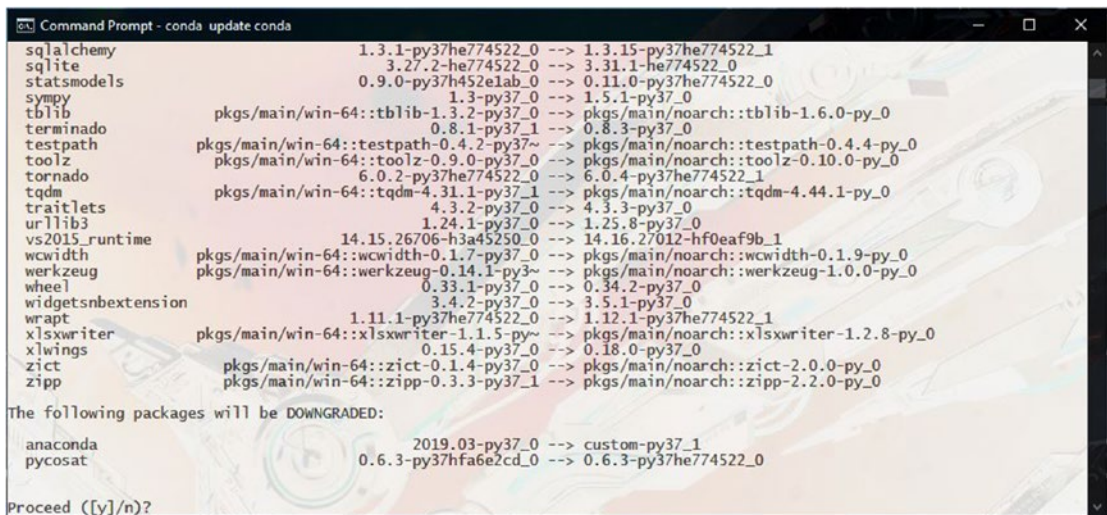 Command Prompt - conda update conda
sqlalchemy 1.3.1-py37he774522_0 --> 1.3.15-py37he774522_1
sqlite 3.27.2-he774522_0 --> 3.31.1-he774522_0
statsmodels 0.9.0-py37h452e1ab_0 --> 0.11.0-py37he774522_0
sympy 1.3-py37_0 --> 1.5.1-py37_0
tblib pkgs/main/win-64::tblib-1.3.2-py37_0 --> pkgs/main/noarch::tblib-1.6.0-py_0
terminado 0.8.1-py37_1 --> 0.8.3-py37_0
testpath pkgs/main/win-64::testpath-0.4.2-py37~ --> pkgs/main/noarch::testpath-0.4.4-py_0
toolz pkgs/main/win-64::toolz-0.9.0-py37_0 --> pkgs/main/noarch::toolz-0.10.0-py_0
tornado 6.0.2-py37he774522_0 --> 6.0.4-py37he774522_1
tqdm pkgs/main/win-64::tqdm-4.31.1-py37_1 --> pkgs/main/noarch::tqdm-4.44.1-py_0
traitlets 4.3.2-py37_0 --> 4.3.3-py37_0
urllib3 1.24.1-py37_0 --> 1.25.8-py37_0
vs2015_runtime 14.15.26706-h3a45250_0 --> 14.16.27012-hf0eaf9b_1
wcwidth pkgs/main/win-64::wcwidth-0.1.7-py37_0 --> pkgs/main/noarch::wcwidth-0.1.9-py_0
werkzeug pkgs/main/win-64::werkzeug-0.14.1-py3~ --> pkgs/main/noarch::werkzeug-1.0.0-py_0
wheel 0.33.1-py37_0 --> 0.34.2-py37_0
widgetsnbextension 3.4.2-py37_0 --> 3.5.1-py37_0
wrapt 1.11.1-py37he774522_0 --> 1.12.1-py37he774522_1
xlsxwriter pkgs/main/win-64::xlsxwriter-1.1.5-py~ --> pkgs/main/noarch::xlsxwriter-1.2.8-py_0
xlwings 0.15.4-py37_0 --> 0.18.0-py37_0
zict pkgs/main/win-64::zict-0.1.4-py37_0 --> pkgs/main/noarch::zict-2.0.0-py_0
zipp pkgs/main/win-64::zipp-0.3.3-py37_1 --> pkgs/main/noarch::zipp-2.2.0-py_0
The following packages will be DOWNGRADED:
anaconda 2019.03-py37_0 --> custom-py37_1
pycosat 0.6.3-py37hfa6e2cd_0 --> 0.6.3-py37he774522_0
Proceed ([y]/n)?